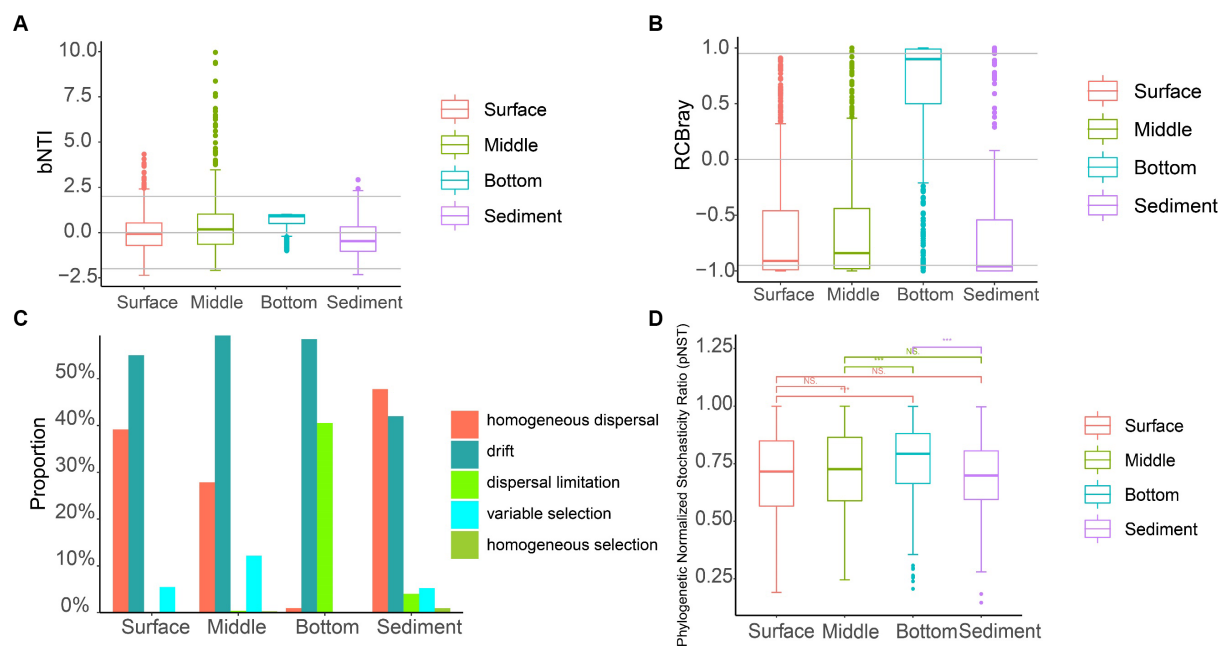 A
bNTI
10.0
7.5
5.0
2.5
0.0
−2.5
Surface Middle Bottom Sediment
Surface
Middle
Bottom
Sediment
B
RCBray
1.0
0.5
0.0
−0.5
−1.0
Surface Middle Bottom Sediment
Surface
Middle
Bottom
Sediment
C
Proportion
50%
40%
30%
20%
10%
0%
Surface Middle Bottom Sediment
homogeneous dispersal
drift
dispersal limitation
variable selection
homogeneous selection
D
Phylogenetic Normalized Stochasticity Ratio (pNST)
1.25
1.00
0.75
0.50
0.25
***
NS.
***
NS.
NS.
***
Surface Middle Bottom Sediment
Surface
Middle
Bottom
Sediment